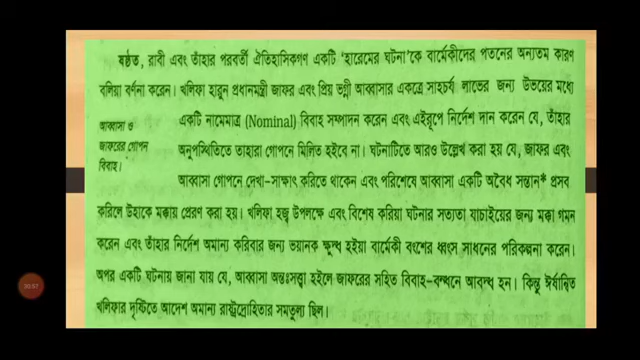 ষষ্ঠত, রাবী এবং তাঁহার পরবর্তী ঐতিহাসিকগণ একটি 'হারেমের ঘটনা'কে বার্মেকীদের পতনের অন্যতম কারণ
বলিয়া বর্ণনা করেন। খলিফা হারুন প্রধানমন্ত্রী জাফর এবং প্রিয় ভগ্নী আব্বাসার একত্রে সাহচর্য লাভের জন্য উভয়ের মধ্যে
একটি নামেমাত্র (Nominal) বিবাহ সম্পাদন করেন এবং এইরূপে নির্দেশ দান করেন যে, তাঁহার
আব্বাসা ও
জাফরের গোপন
বিবাহ।
অনুপস্থিতিতে তাহারা গোপনে মিলিত হইবে না। ঘটনাটিতে আরও উল্লেখ করা হয় যে, জাফর এবং
আব্বাসা গোপনে দেখা-সাক্ষাৎ করিতে থাকেন এবং পরিশেষে আব্বাসা একটি অবৈধ সন্তান* প্রসব
করিলে উহাকে মক্কায় প্রেরণ করা হয়। খলিফা হজ্ব উপলক্ষে এবং বিশেষ করিয়া ঘটনার সত্যতা যাচাইয়ের জন্য মক্কা গমন
করেন এবং তাঁহার নির্দেশ অমান্য করিবার জন্য ভয়ানক ক্ষুব্ধ হইয়া বার্মেকী বংশের ধ্বংস সাধনের পরিকল্পনা করেন।
অপর একটি ঘটনায় জানা যায় যে, আব্বাসা অন্তঃসত্ত্বা হইলে জাফরের সহিত বিবাহ-বন্ধনে আবদ্ধ হন। কিন্তু ঈর্ষান্বিত
খলিফার দৃষ্টিতে আদেশ অমান্য রাষ্ট্রদ্রোহিতার সমতুল্য ছিল।
30:57